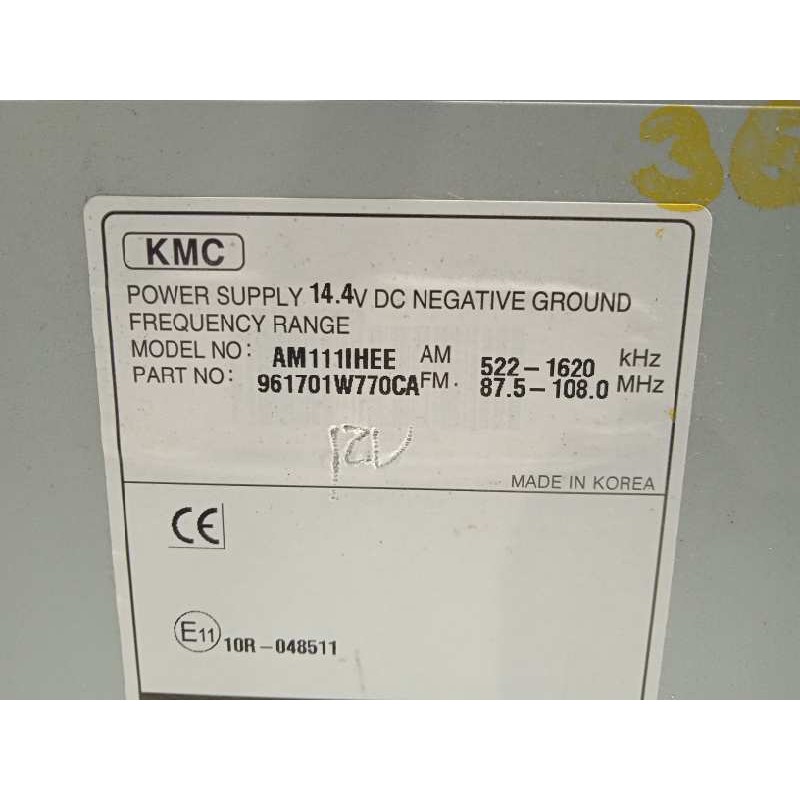 36
KMC
POWER SUPPLY 14.4V DC NEGATIVE GROUND
FREQUENCY RANGE
MODEL NO: AM111IHEE AM 522-1620 kHz
PART NO: 961701W770CA FM. 87.5-108.0 MHz
MADE IN KOREA
CE
E11 10R-048511